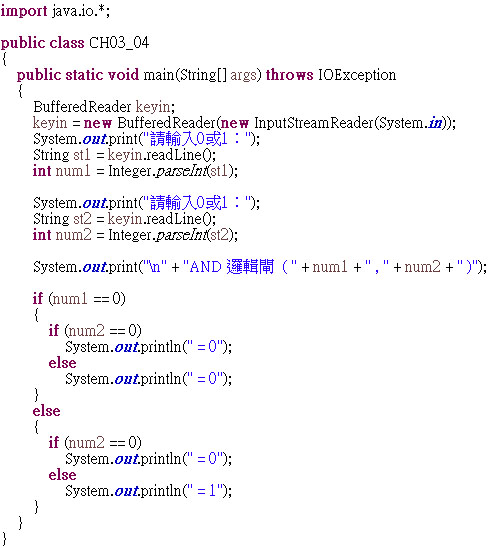 import java.io.*;

public class CH03_04
{
    public static void main(String[] args) throws IOException
    {
        BufferedReader keyin;
        keyin = new BufferedReader(new InputStreamReader(System.in));
        System.out.print("請輸入0或1：");
        String st1 = keyin.readLine();
        int num1 = Integer.parseInt(st1);

        System.out.print("請輸入0或1：");
        String st2 = keyin.readLine();
        int num2 = Integer.parseInt(st2);

        System.out.print("\n" + "AND 邏輯閘 ( " + num1 + " , " + num2 + " )");

        if (num1 == 0)
        {
            if (num2 == 0)
                System.out.println(" = 0");
            else
                System.out.println(" = 0");
        }
        else
        {
            if (num2 == 0)
                System.out.println(" = 0");
            else
                System.out.println(" = 1");
        }
    }
}